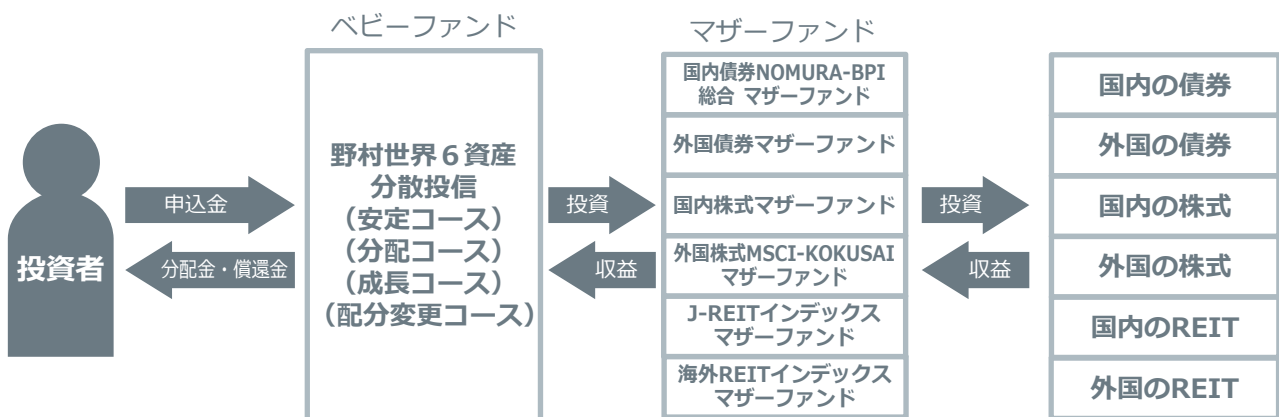 ベビーファンド
マザーファンド
投資者
申込金
分配金・償還金
野村世界６資産
分散投信
（安定コース）
（分配コース）
（成長コース）
（配分変更コース）
投資
収益
国内債券NOMURA-BPI
総合 マザーファンド
外国債券マザーファンド
国内株式マザーファンド
外国株式MSCI-KOKUSAI
マザーファンド
J-REITインデックス
マザーファンド
海外REITインデックス
マザーファンド
投資
収益
国内の債券
外国の債券
国内の株式
外国の株式
国内のREIT
外国のREIT